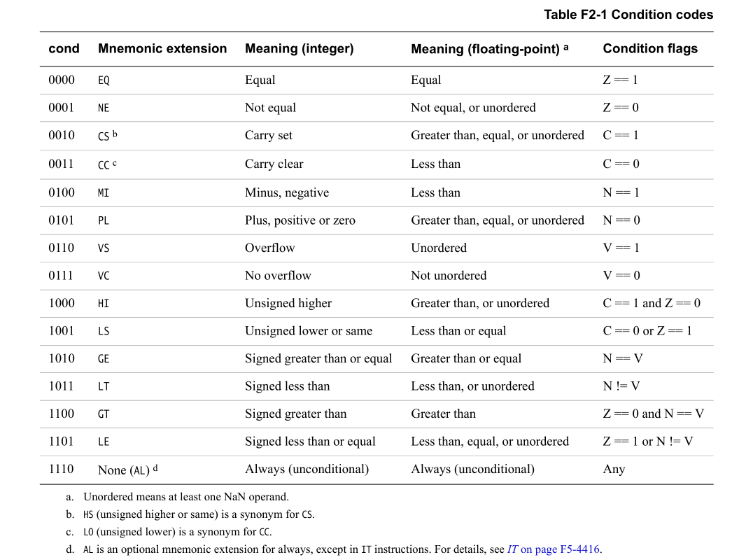 Table F2-1 Condition codes
cond Mnemonic extension Meaning (integer) Meaning (floating-point) a Condition flags
0000 EQ Equal Equal Z == 1
0001 NE Not equal Not equal, or unordered Z == 0
0010 CS b Carry set Greater than, equal, or unordered C == 1
0011 CC c Carry clear Less than C == 0
0100 MI Minus, negative Less than N == 1
0101 PL Plus, positive or zero Greater than, equal, or unordered N == 0
0110 VS Overflow Unordered V == 1
0111 VC No overflow Not unordered V == 0
1000 HI Unsigned higher Greater than, or unordered C == 1 and Z == 0
1001 LS Unsigned lower or same Less than or equal C == 0 or Z == 1
1010 GE Signed greater than or equal Greater than or equal N == V
1011 LT Signed less than Less than, or unordered N != V
1100 GT Signed greater than Greater than Z == 0 and N == V
1101 LE Signed less than or equal Less than, equal, or unordered Z == 1 or N != V
1110 None (AL) d Always (unconditional) Always (unconditional) Any
a. Unordered means at least one NaN operand.
b. HS (unsigned higher or same) is a synonym for CS.
c. LO (unsigned lower) is a synonym for CC.
d. AL is an optional mnemonic extension for always, except in IT instructions. For details, see IT on page F5-4416.